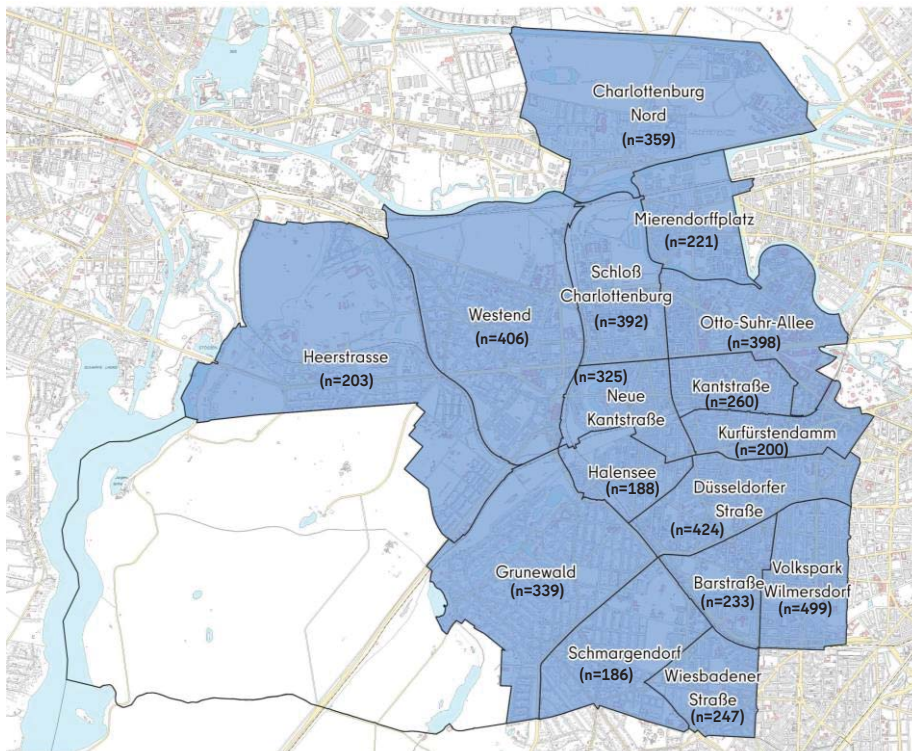 Charlottenburg
Nord
(n=359)
Mierendorffplatz
(n=221)
Schloß
Charlottenburg
(n=392)
Westend
(n=406)
Otto-Suhr-Allee
(n=398)
Heerstrasse
(n=203)
(n=325)
Neue
Kantstraße
Kantstraße
(n=260)
Kurfürstendamm
(n=200)
Halensee
(n=188)
Düsseldorfer
Straße
(n=424)
Grunewald
(n=339)
Barstraße
(n=233)
Volkspark
Wilmersdorf
(n=499)
Schmargendorf
(n=186)
Wiesbadener
Straße
(n=247)